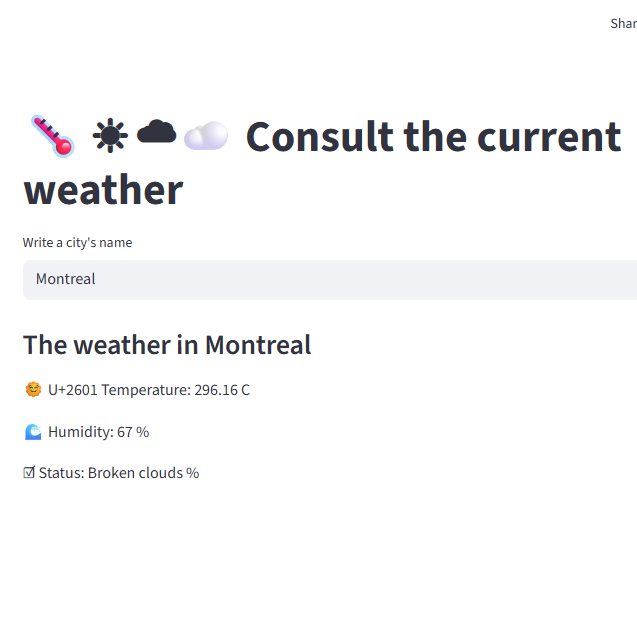 Shar
🌡️ ☀☁☁️ Consult the current
weather
Write a city's name
Montreal
The weather in Montreal
🌞 U+2601 Temperature: 296.16 C
🌊 Humidity: 67 %
☑ Status: Broken clouds %